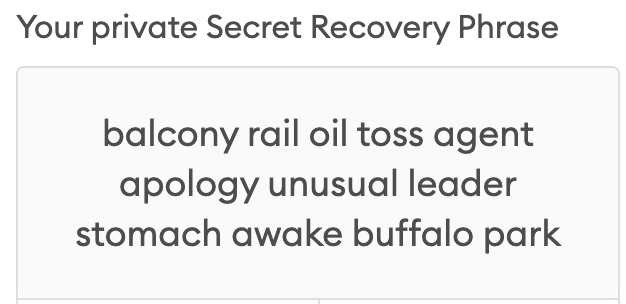 Your private Secret Recovery Phrase
balcony rail oil toss agent
apology unusual leader
stomach awake buffalo park